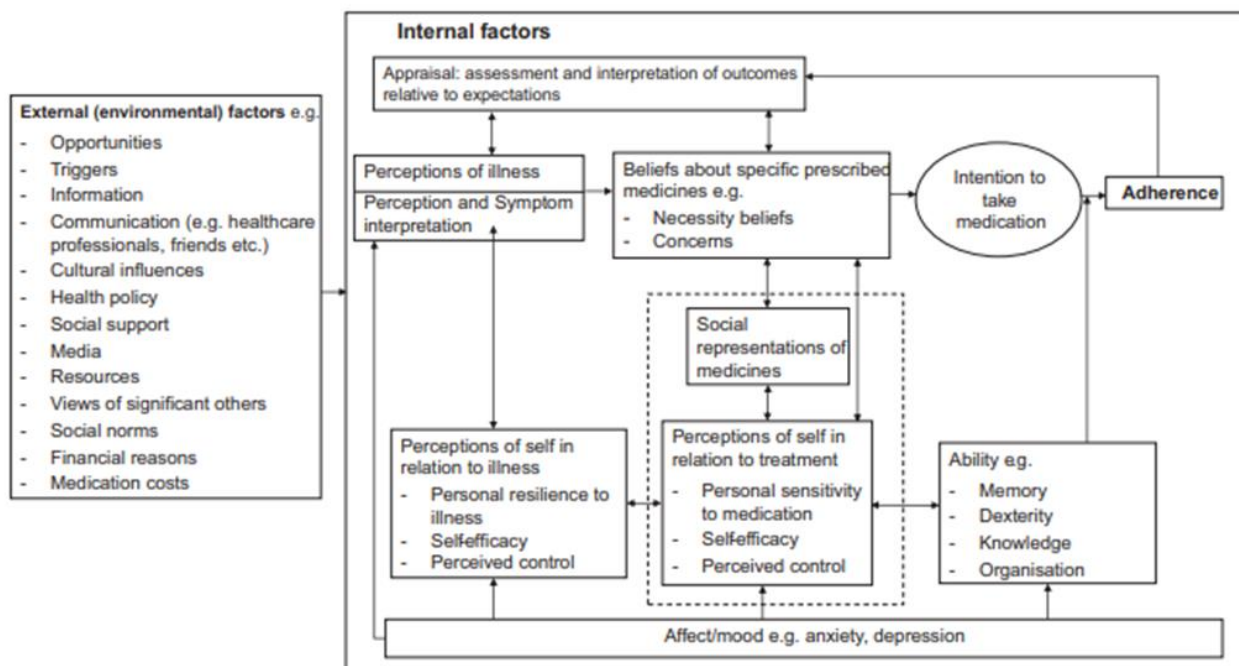 Internal factors
Appraisal: assessment and interpretation of outcomes
relative to expectations
External (environmental) factors e.g.
- Opportunities
- Triggers
- Information
- Communication (e.g. healthcare
professionals, friends etc.)
- Cultural influences
- Health policy
- Social support
- Media
- Resources
- Views of significant others
- Social norms
- Financial reasons
- Medication costs
Perceptions of illness
Perception and Symptom
interpretation
Beliefs about specific prescribed
medicines e.g.
- Necessity beliefs
- Concerns
Intention to
take
medication
Adherence
Social
representations of
medicines
Perceptions of self in
relation to illness
- Personal resilience to
illness
- Self-efficacy
- Perceived control
Perceptions of self in
relation to treatment
- Personal sensitivity
to medication
- Self-efficacy
- Perceived control
Ability e.g.
- Memory
- Dexterity
- Knowledge
- Organisation
Affect/mood e.g. anxiety, depression